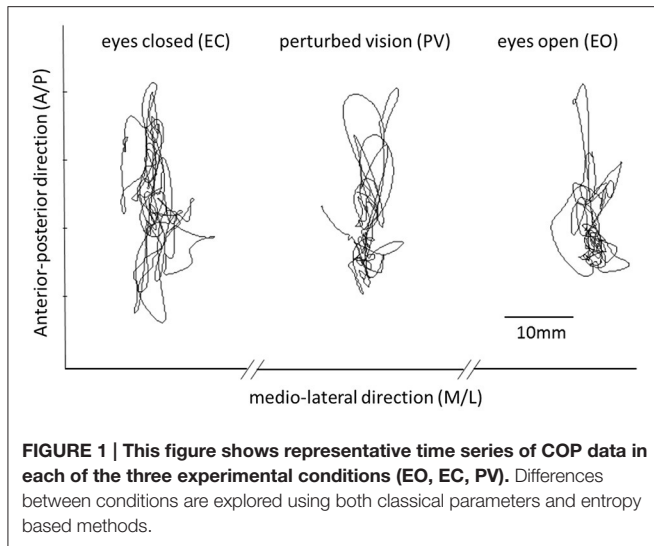 eyes closed (EC) perturbed vision (PV) eyes open (EO)
Anterior-posterior direction (A/P)
10mm
medio-lateral direction (M/L)
FIGURE 1 | This figure shows representative time series of COP data in
each of the three experimental conditions (EO, EC, PV). Differences
between conditions are explored using both classical parameters and entropy
based methods.